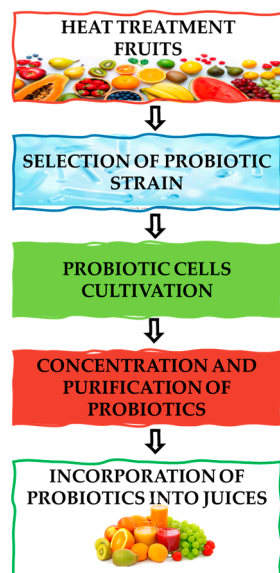 HEAT TREATMENT
FRUITS
SELECTION OF PROBIOTIC
STRAIN
PROBIOTIC CELLS
CULTIVATION
CONCENTRATION AND
PURIFICATION OF
PROBIOTICS
INCORPORATION OF
PROBIOTICS INTO JUICES